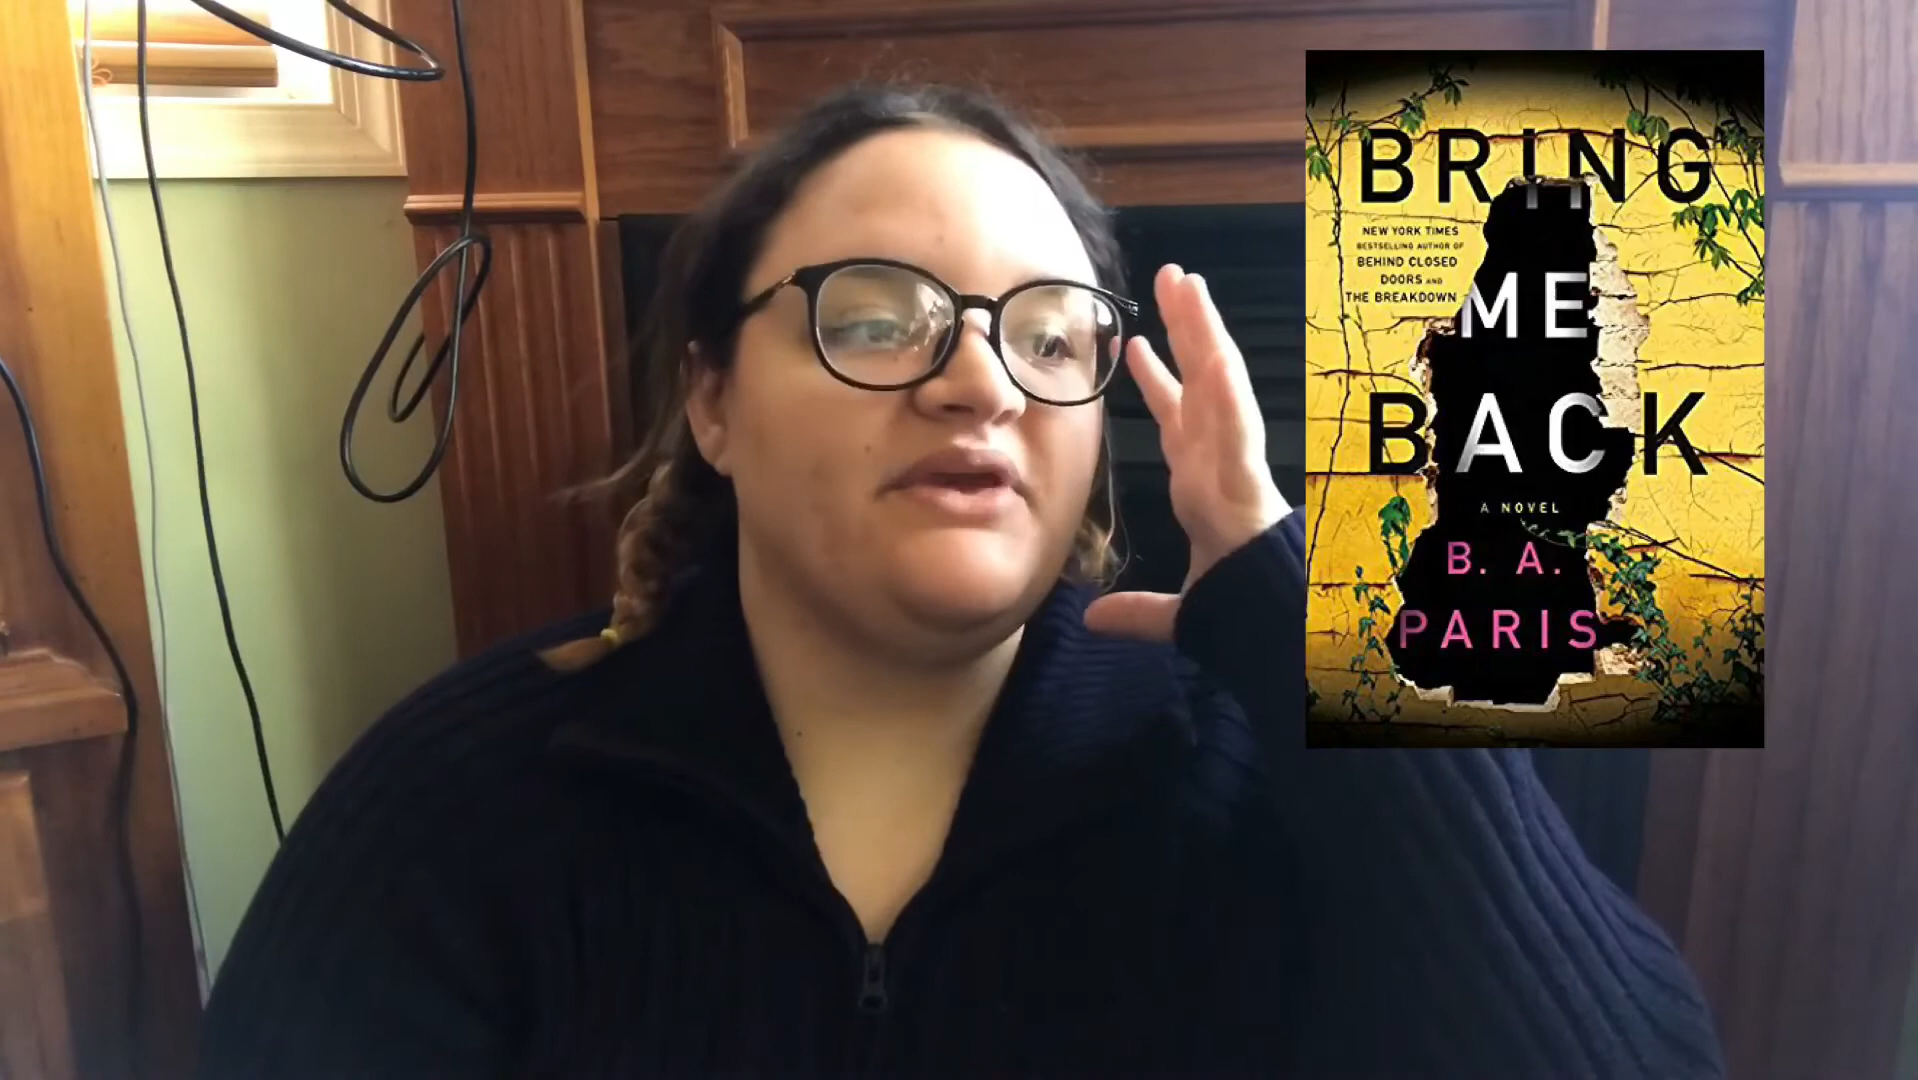 BRING
NEW YORK TIMES
BESTSELLING AUTHOR OF
BEHIND CLOSED
DOORS AND
THE BREAKDOWN
ME
BACK
A NOVEL
B. A.
PARIS